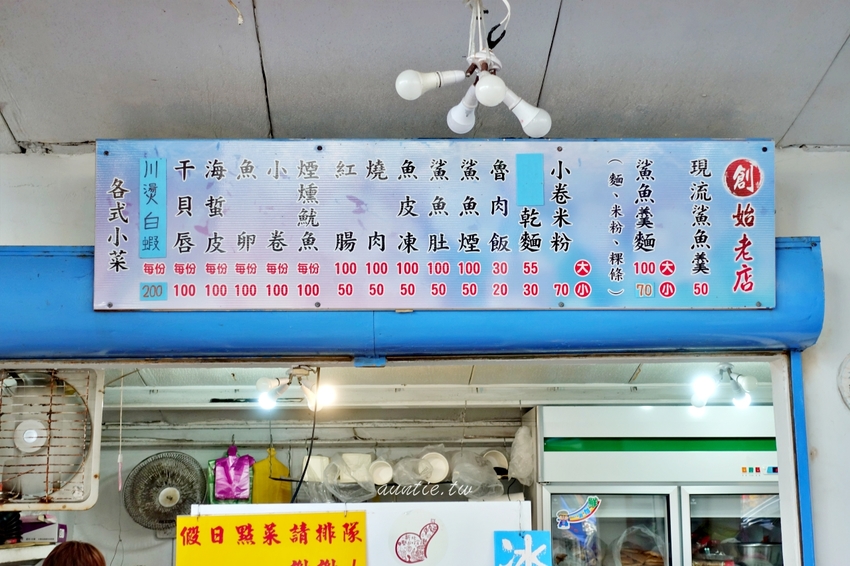 創始老店
現流鯊魚羹 50
鯊魚羹麵 100 大 70 小
(麵、米粉、粿條)
小卷米粉 大 70 小
乾麵 55 30
魯肉飯 30 20
鯊魚煙 100 50
鯊魚肚 100 50
魚皮凍 100 50
燒肉 100 50
紅腸 100 50
煙燻魷魚 每份 100
小卷 每份 100
魚卵 每份 100
海蜇皮 每份 100
干貝唇 每份 100
川燙白蝦 每份 200
各式小菜
auntie.tw
假日點菜請排隊
謝謝!
冰